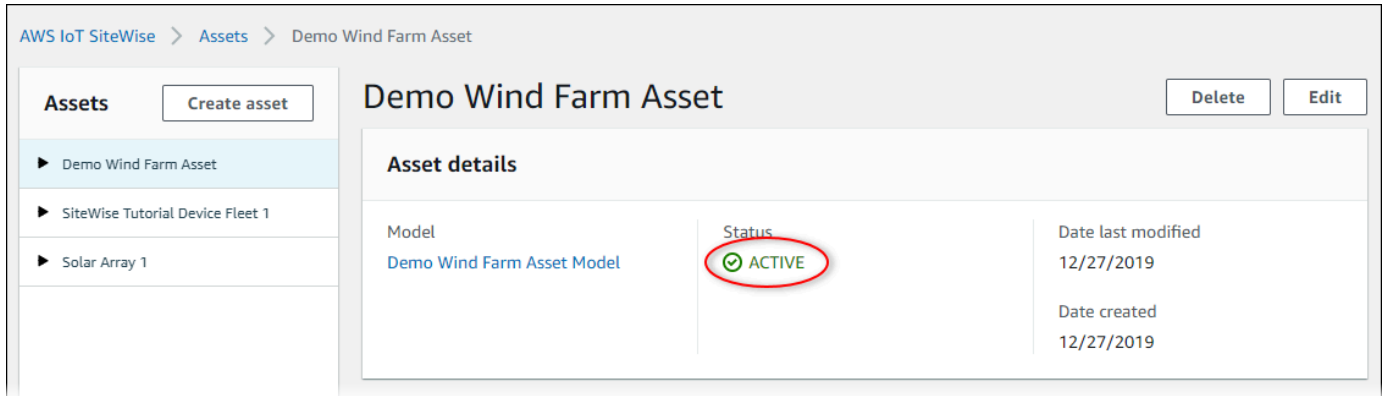 AWS IoT SiteWise > Assets > Demo Wind Farm Asset
Assets
Create asset
Demo Wind Farm Asset
SiteWise Tutorial Device Fleet 1
Solar Array 1
Demo Wind Farm Asset
Delete
Edit
Asset details
Model
Demo Wind Farm Asset Model
Status
ACTIVE
Date last modified
12/27/2019
Date created
12/27/2019